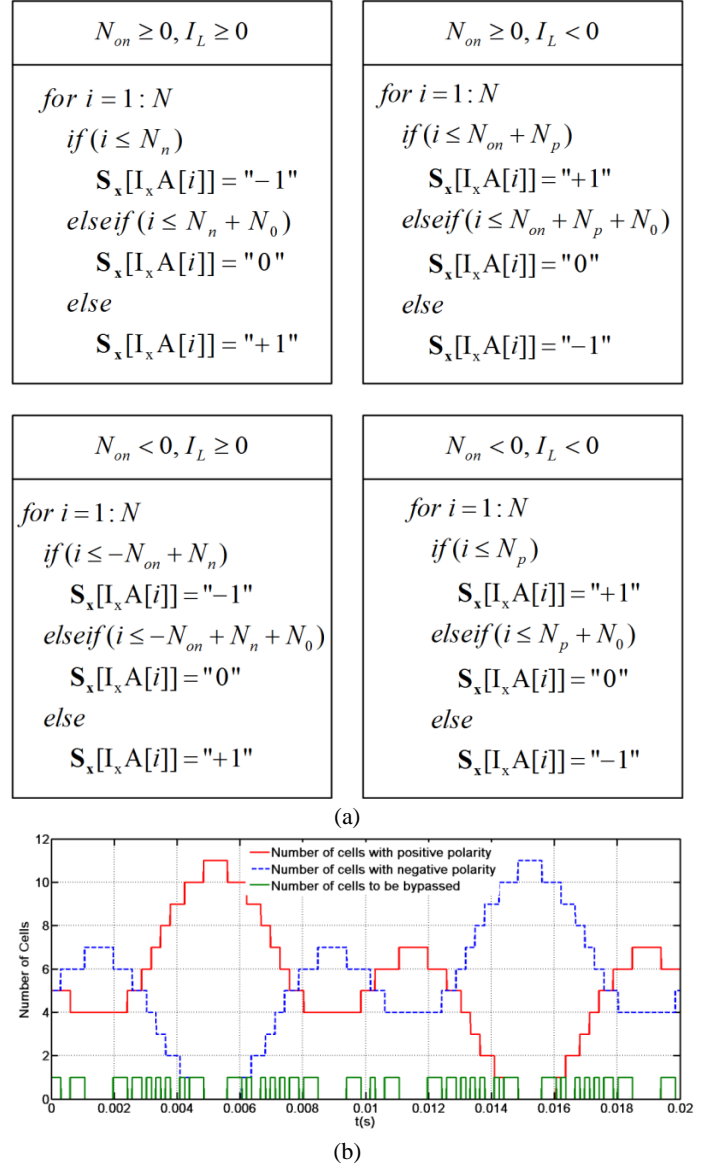 N_on ≥ 0, I_L ≥ 0
for i = 1 : N
if (i ≤ N_n)
S_x[I_xA[i]] = "−1"
elseif (i ≤ N_n + N_0)
S_x[I_xA[i]] = "0"
else
S_x[I_xA[i]] = "+1"
N_on ≥ 0, I_L < 0
for i = 1 : N
if (i ≤ N_on + N_p)
S_x[I_xA[i]] = "+1"
elseif (i ≤ N_on + N_p + N_0)
S_x[I_xA[i]] = "0"
else
S_x[I_xA[i]] = "−1"
N_on < 0, I_L ≥ 0
for i = 1 : N
if (i ≤ −N_on + N_n)
S_x[I_xA[i]] = "−1"
elseif (i ≤ −N_on + N_n + N_0)
S_x[I_xA[i]] = "0"
else
S_x[I_xA[i]] = "+1"
N_on < 0, I_L < 0
for i = 1 : N
if (i ≤ N_p)
S_x[I_xA[i]] = "+1"
elseif (i ≤ N_p + N_0)
S_x[I_xA[i]] = "0"
else
S_x[I_xA[i]] = "−1"
(a)
Number of cells with positive polarity
Number of cells with negative polarity
Number of cells to be bypassed
Number of Cells
12
10
8
6
4
2
0
0 0.002 0.004 0.006 0.008 0.01 0.012 0.014 0.016 0.018 0.02
t(s)
(b)